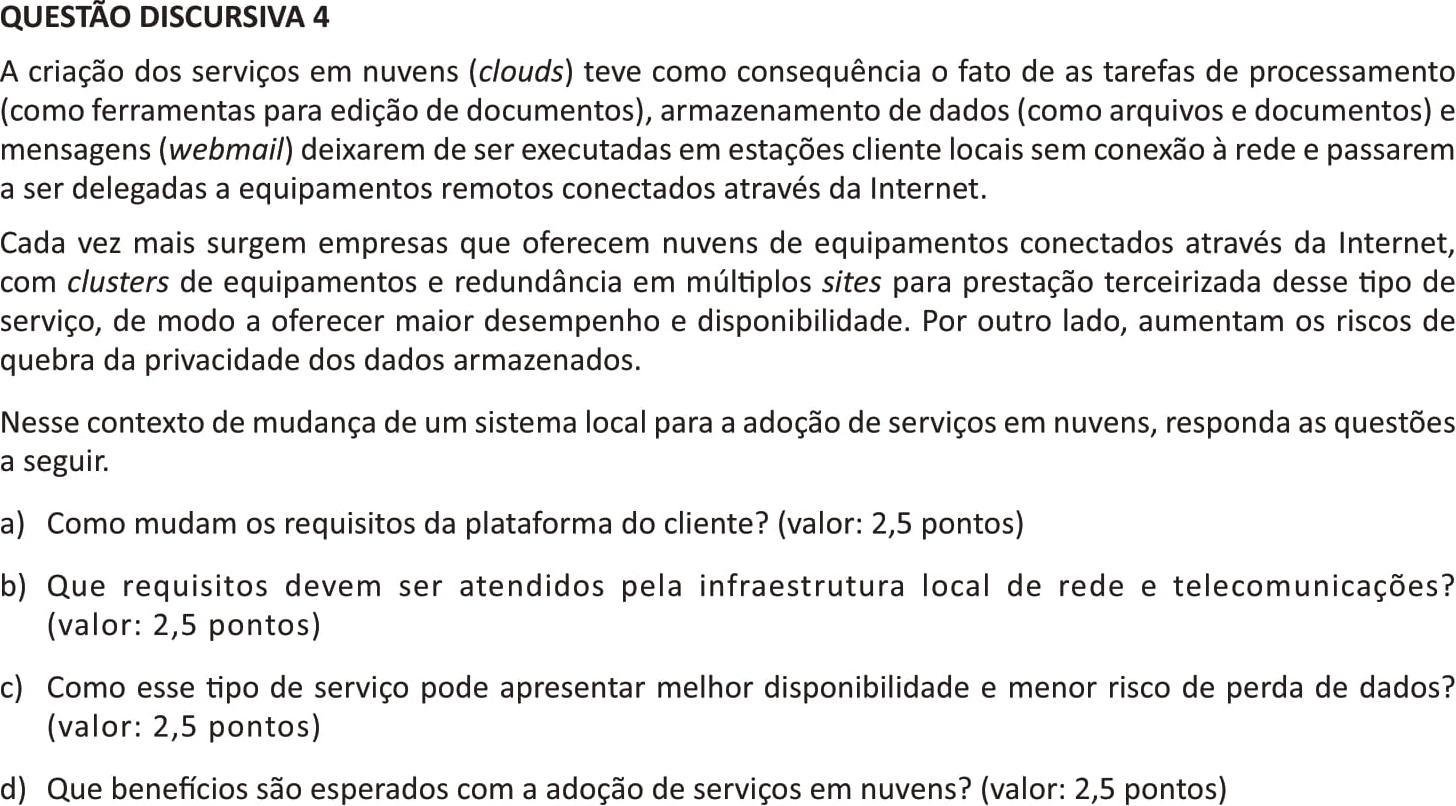 QUESTÃO DISCURSIVA 4
A criação dos serviços em nuvens (clouds) teve como consequência o fato de as tarefas de processamento
(como ferramentas para edição de documentos), armazenamento de dados (como arquivos e documentos) e
mensagens (webmail) deixarem de ser executadas em estações cliente locais sem conexão à rede e passarem
a ser delegadas a equipamentos remotos conectados através da Internet.
Cada vez mais surgem empresas que oferecem nuvens de equipamentos conectados através da Internet,
com clusters de equipamentos e redundância em múltiplos sites para prestação terceirizada desse tipo de
serviço, de modo a oferecer maior desempenho e disponibilidade. Por outro lado, aumentam os riscos de
quebra da privacidade dos dados armazenados.
Nesse contexto de mudança de um sistema local para a adoção de serviços em nuvens, responda as questões
a seguir.
a) Como mudam os requisitos da plataforma do cliente? (valor: 2,5 pontos)
b) Que requisitos devem ser atendidos pela infraestrutura local de rede e telecomunicações?
(valor: 2,5 pontos)
c) Como esse tipo de serviço pode apresentar melhor disponibilidade e menor risco de perda de dados?
(valor: 2,5 pontos)
d) Que benefícios são esperados com a adoção de serviços em nuvens? (valor: 2,5 pontos)